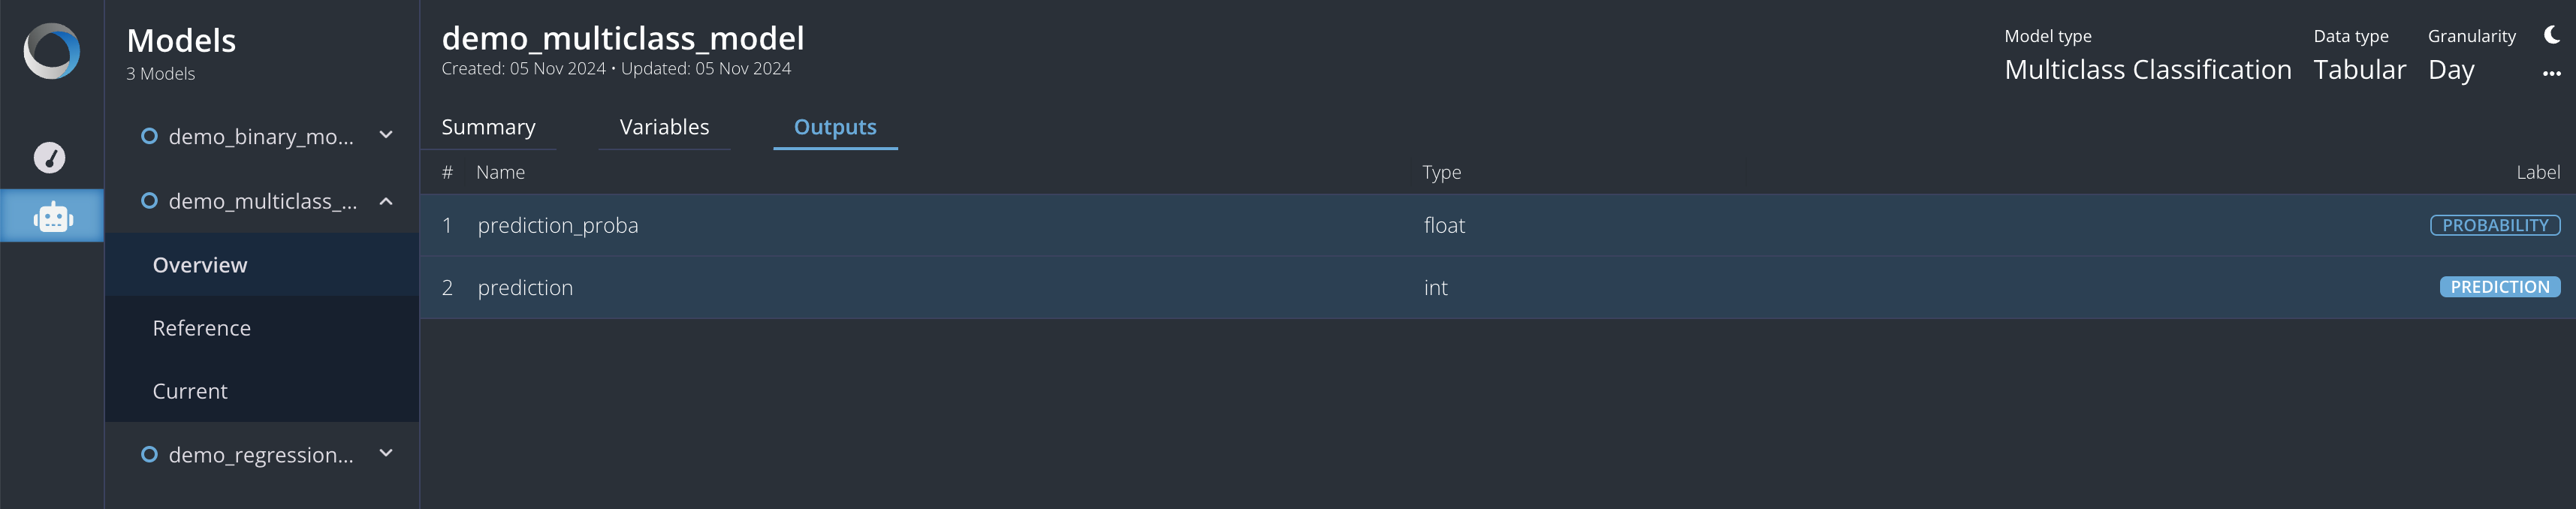 Models
3 Models
demo_binary_mo...
demo_multiclass_...
Overview
Reference
Current
demo_regression...
demo_multiclass_model
Created: 05 Nov 2024 • Updated: 05 Nov 2024
Model type
Multiclass Classification
Data type
Tabular
Granularity
Day
Summary Variables Outputs
# Name Type Label
1 prediction_proba float PROBABILITY
2 prediction int PREDICTION